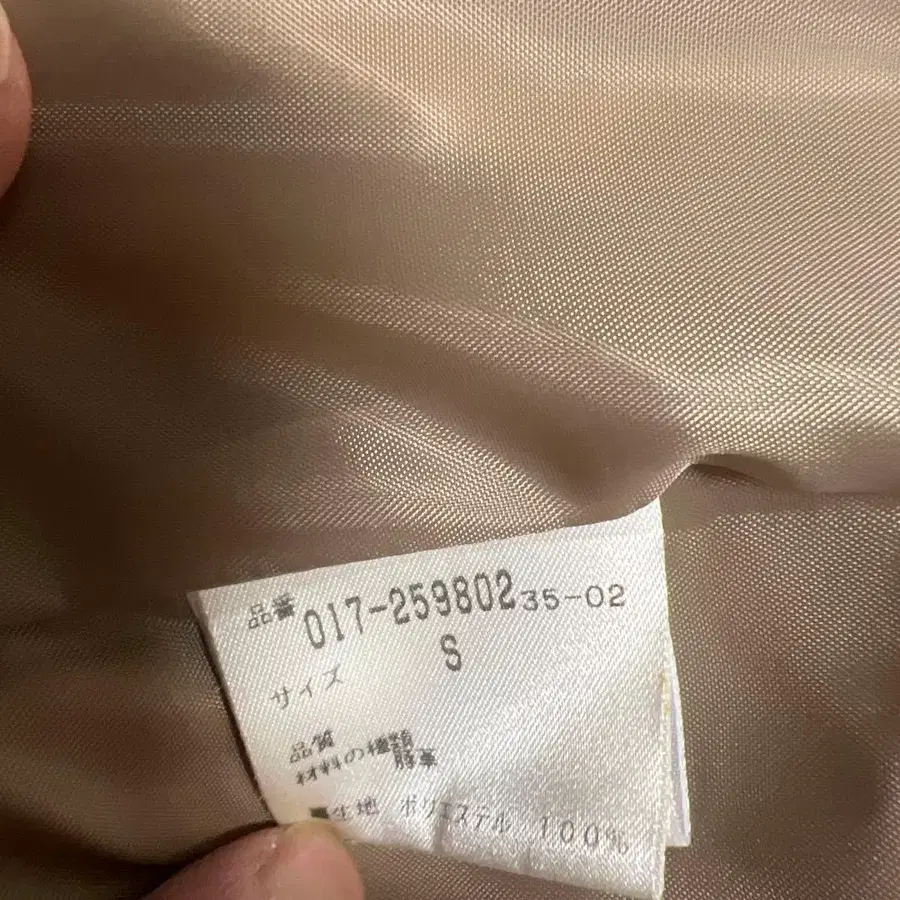 品番 017-259802 35-02
サイズ S
品質
材料の種類 豚革
生地 ポリエステル 100%